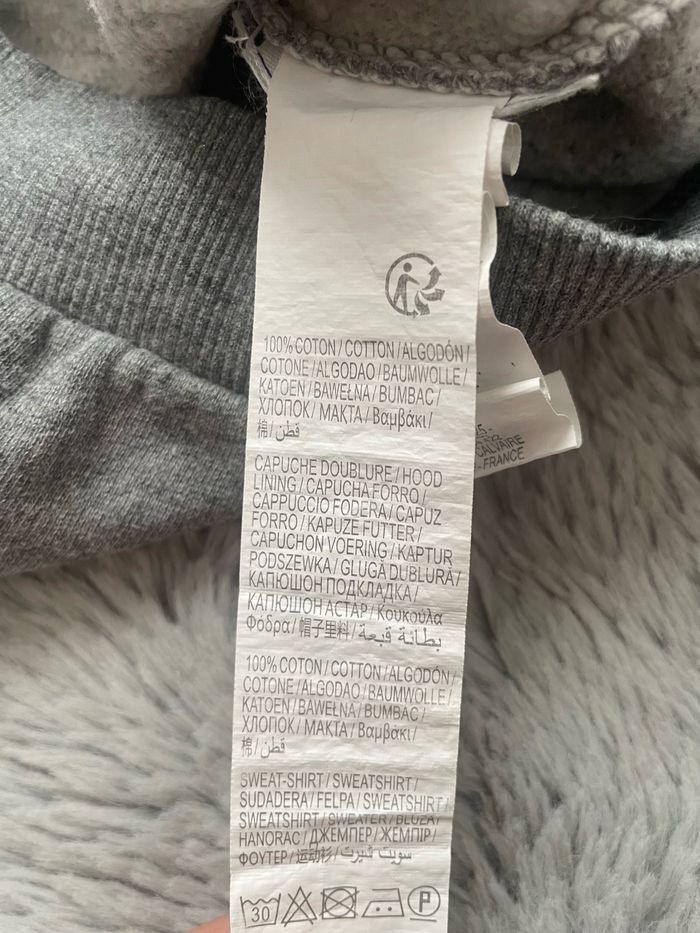 100% COTON / COTTON / ALGODÓN /
COTONE / ALGODAO / BAUMWOLLE /
KATOEN / BAWEŁNA / BUMBAC /
ХЛОПОК / МАКТА / Βαμβάκι /
棉 / قطن /
CAPUCHE DOUBLURE / HOOD
LINING / CAPUCHA FORRO /
CAPPUCCIO FODERA / CAPUZ
FORRO / KAPUZE FUTTER /
CAPUCHON VOERING / KAPTUR
PODSZEWKA / GLUGĂ DUBLURĂ /
КАПЮШОН ПОДКЛАДКА /
КАПЮШОН АСТАР / Κουκούλα
Φόδρα / 帽子里料 / بطانة قبعة /
100% COTON / COTTON / ALGODÓN /
COTONE / ALGODAO / BAUMWOLLE /
KATOEN / BAWEŁNA / BUMBAC /
ХЛОПОК / МАКТА / Βαμβάκι /
棉 / قطن /
SWEAT-SHIRT / SWEATSHIRT /
SUDADERA / FELPA / SWEATSHIRT /
SWEATSHIRT / SWEATER / BLUZA /
HANORAC / ДЖЕМПЕР / ЖЕМПІР /
ΦΟΥΤΕΡ / 运动衫 / سويت شيرت /
30 P
CALVAIRE
- FRANCE